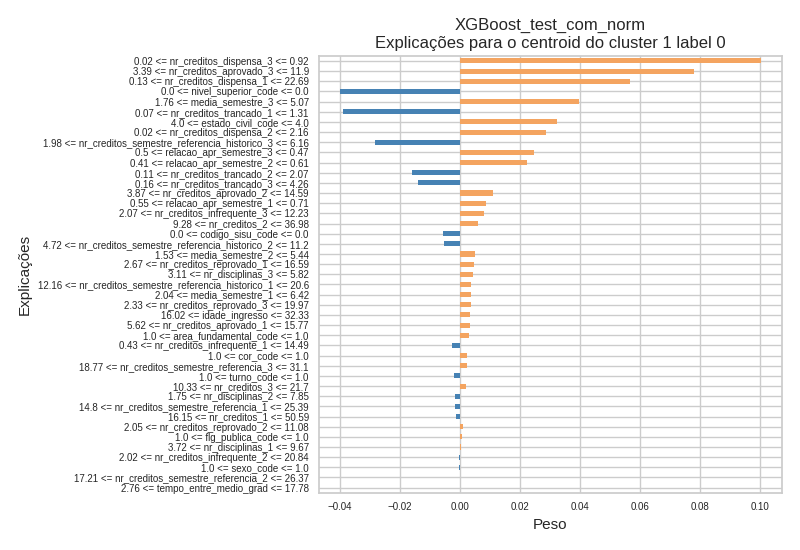 XGBoost_test_com_norm
Explicações para o centroid do cluster 1 label 0
0.02 <= nr_creditos_dispensa_3 <= 0.92
3.39 <= nr_creditos_aprovado_3 <= 11.9
0.13 <= nr_creditos_dispensa_1 <= 22.69
0.0 <= nivel_superior_code <= 0.0
1.76 <= media_semestre_3 <= 5.07
0.07 <= nr_creditos_trancado_1 <= 1.31
4.0 <= estado_civil_code <= 4.0
0.02 <= nr_creditos_dispensa_2 <= 2.16
1.98 <= nr_creditos_semestre_referencia_historico_3 <= 6.16
0.5 <= relacao_apr_semestre_3 <= 0.47
0.41 <= relacao_apr_semestre_2 <= 0.61
0.11 <= nr_creditos_trancado_2 <= 2.07
0.16 <= nr_creditos_trancado_3 <= 4.26
3.87 <= nr_creditos_aprovado_2 <= 14.59
0.55 <= relacao_apr_semestre_1 <= 0.71
2.07 <= nr_creditos_infrequente_3 <= 12.23
9.28 <= nr_creditos_2 <= 36.98
0.0 <= codigo_sisu_code <= 0.0
4.72 <= nr_creditos_semestre_referencia_historico_2 <= 11.2
1.53 <= media_semestre_2 <= 5.44
2.67 <= nr_creditos_reprovado_1 <= 16.59
3.11 <= nr_disciplinas_3 <= 5.82
12.16 <= nr_creditos_semestre_referencia_historico_1 <= 20.6
2.04 <= media_semestre_1 <= 6.42
2.33 <= nr_creditos_reprovado_3 <= 19.97
16.02 <= idade_ingresso <= 32.33
5.62 <= nr_creditos_aprovado_1 <= 15.77
1.0 <= area_fundamental_code <= 1.0
0.43 <= nr_creditos_infrequente_1 <= 14.49
1.0 <= cor_code <= 1.0
18.77 <= nr_creditos_semestre_referencia_3 <= 31.1
1.0 <= turno_code <= 1.0
10.33 <= nr_creditos_3 <= 21.7
1.75 <= nr_disciplinas_2 <= 7.85
14.8 <= nr_creditos_semestre_referencia_1 <= 25.39
16.15 <= nr_creditos_1 <= 50.59
2.05 <= nr_creditos_reprovado_2 <= 11.08
1.0 <= flg_publica_code <= 1.0
3.72 <= nr_disciplinas_1 <= 9.67
2.02 <= nr_creditos_infrequente_2 <= 20.84
1.0 <= sexo_code <= 1.0
17.21 <= nr_creditos_semestre_referencia_2 <= 26.37
2.76 <= tempo_entre_medio_grad <= 17.78
Explicações
−0.04 −0.02 0.00 0.02 0.04 0.06 0.08 0.10
Peso